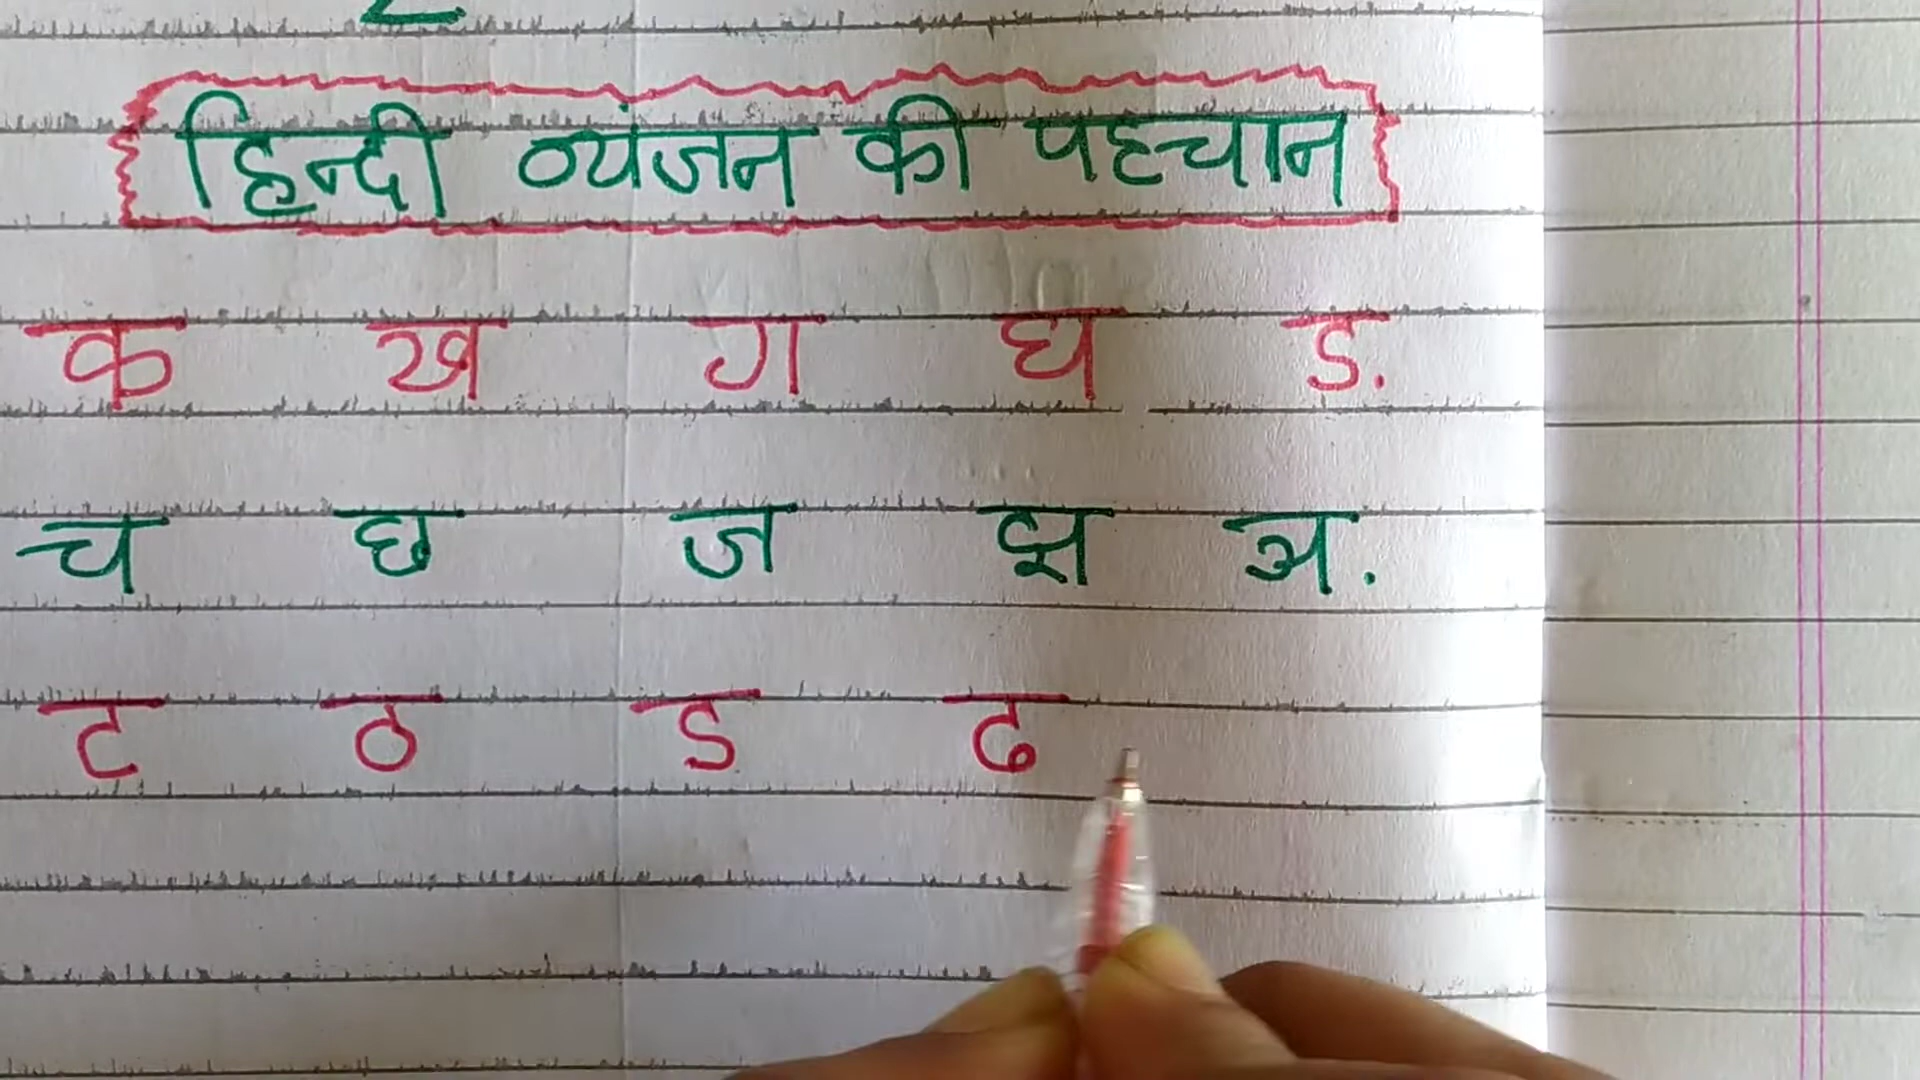 हिन्दी व्यंजन की पहचान
क ख ग घ ड.
च छ ज झ ञ.
ट ठ ड ढ